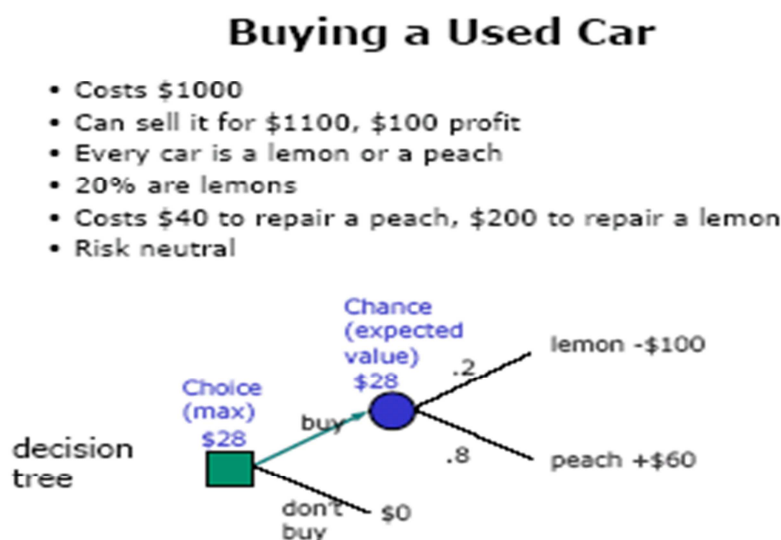 Buying a Used Car
• Costs $1000
• Can sell it for $1100, $100 profit
• Every car is a lemon or a peach
• 20% are lemons
• Costs $40 to repair a peach, $200 to repair a lemon
• Risk neutral
Chance
(expected
value)
$28
lemon -$100
.2
Choice
(max)
$28
buy
decision
tree
.8
peach +$60
don't
buy
$0